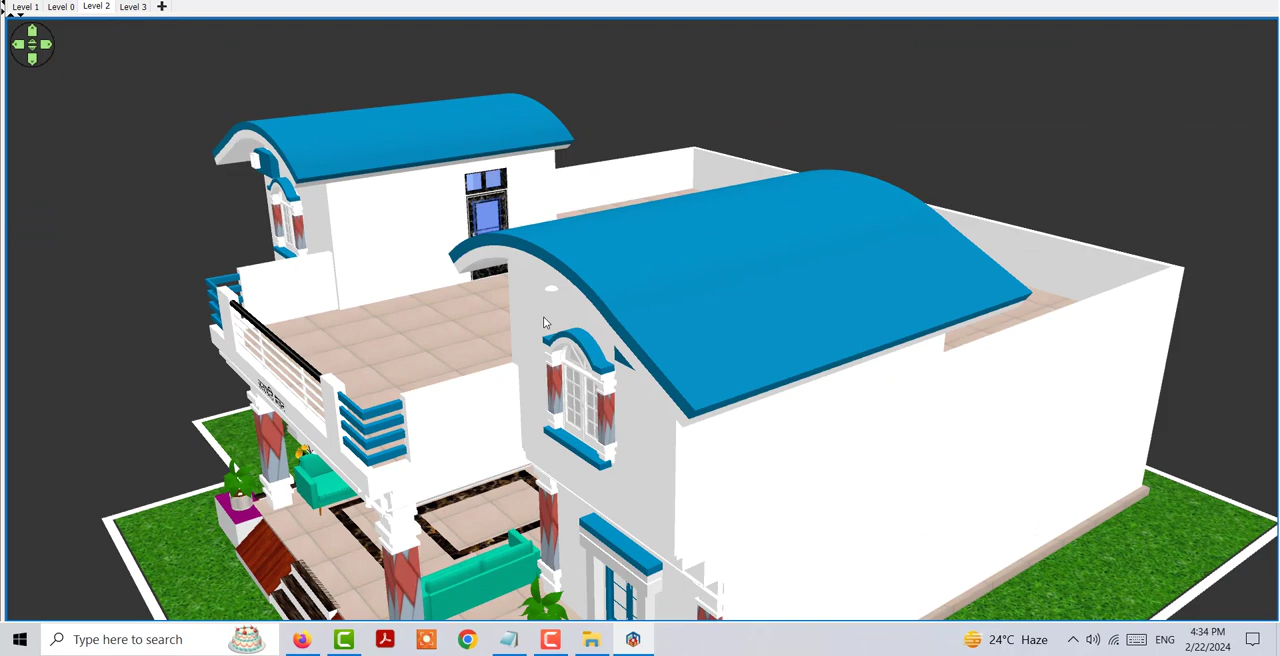 Level 1 Level 0 Level 2 Level 3
Type here to search
24°C Haze
ENG
4:34 PM
2/22/2024